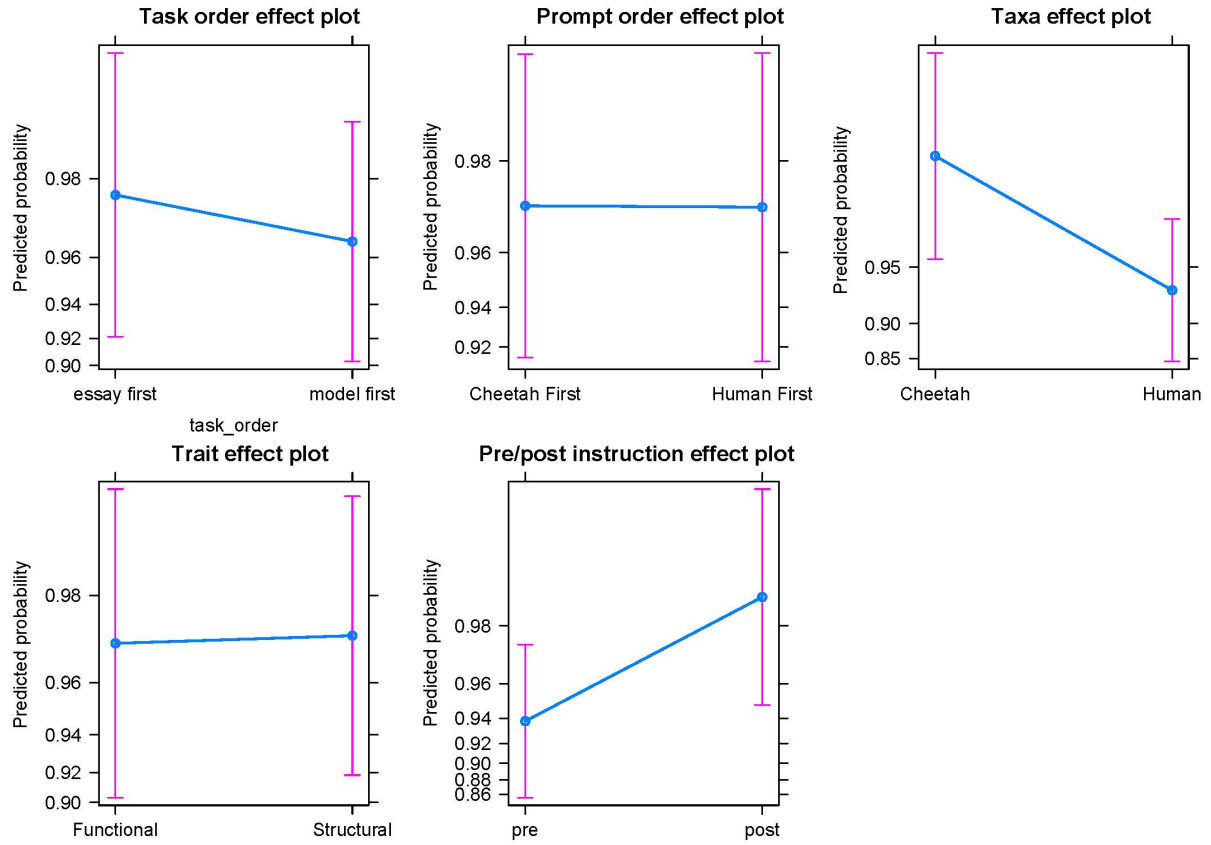 Task order effect plot
Predicted probability
0.98
0.96
0.94
0.92
0.90
essay first
model first
task_order
Prompt order effect plot
Predicted probability
0.98
0.96
0.94
0.92
Cheetah First
Human First
Taxa effect plot
Predicted probability
0.95
0.90
0.85
Cheetah
Human
Trait effect plot
Predicted probability
0.98
0.96
0.94
0.92
0.90
Functional
Structural
Pre/post instruction effect plot
Predicted probability
0.98
0.96
0.94
0.92
0.90
0.88
0.86
pre
post